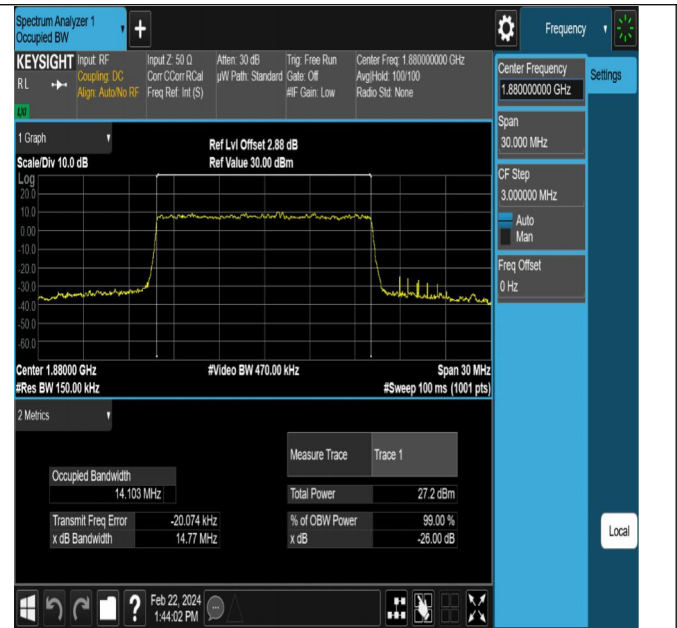 Spectrum Analyzer 1
Occupied BW
Frequency
KEYSIGHT
RL
LXI
Input: RF
Coupling: DC
Align: Auto/No RF
Input Z: 50 Ω
Corr CCorr RCal
Freq Ref: Int (S)
Atten: 30 dB
µW Path: Standard
Trig: Free Run
Gate: Off
#IF Gain: Low
Center Freq: 1.880000000 GHz
Avg|Hold: 100/100
Radio Std: None
Center Frequency
1.880000000 GHz
Settings
Span
30.000 MHz
CF Step
3.000000 MHz
Auto
Man
Freq Offset
0 Hz
1 Graph
Scale/Div 10.0 dB
Ref Lvl Offset 2.88 dB
Ref Value 30.00 dBm
Log
20.0
10.0
0.00
-10.0
-20.0
-30.0
-40.0
-50.0
-60.0
Center 1.88000 GHz
#Res BW 150.00 kHz
#Video BW 470.00 kHz
Span 30 MHz
#Sweep 100 ms (1001 pts)
2 Metrics
Measure Trace
Trace 1
Occupied Bandwidth
14.103 MHz
Total Power
27.2 dBm
Transmit Freq Error
-20.074 kHz
% of OBW Power
99.00 %
x dB Bandwidth
14.77 MHz
x dB
-26.00 dB
Local
?
Feb 22, 2024
1:44:02 PM